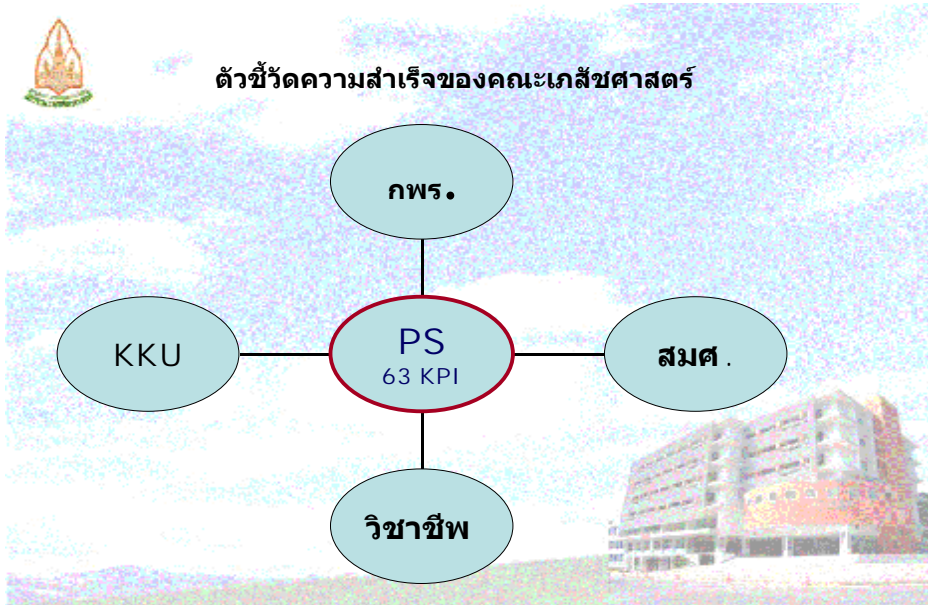 ตัวชี้วัดความสำเร็จของคณะเภสัชศาสตร์
กพร.
KKU
PS
63 KPI
สมศ.
วิชาชีพ